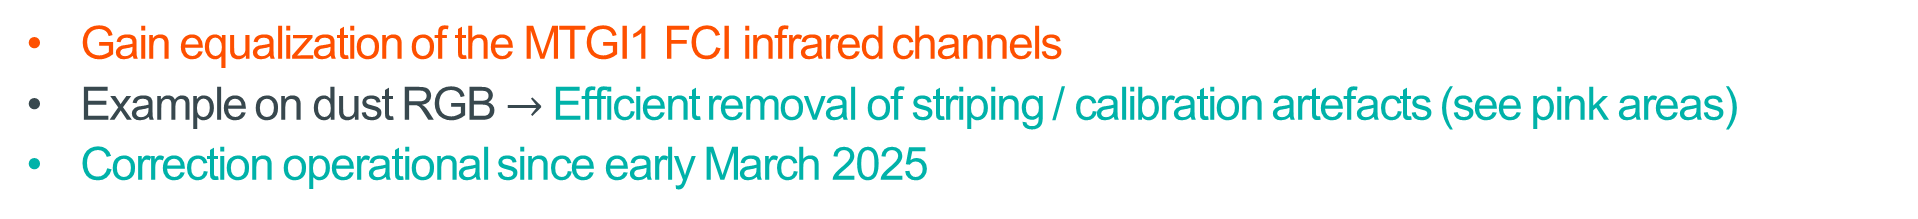 • Gain equalization of the MTGI1 FCI infrared channels
• Example on dust RGB → Efficient removal of striping / calibration artefacts (see pink areas)
• Correction operational since early March 2025